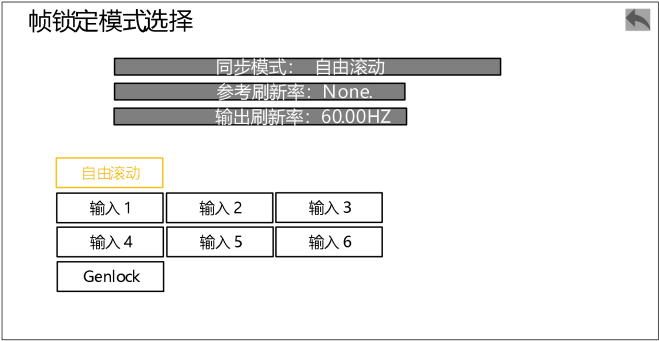 帧锁定模式选择
同步模式： 自由滚动
参考刷新率：None.
输出刷新率：60.00HZ
自由滚动
输入 1 输入 2 输入 3
输入 4 输入 5 输入 6
Genlock